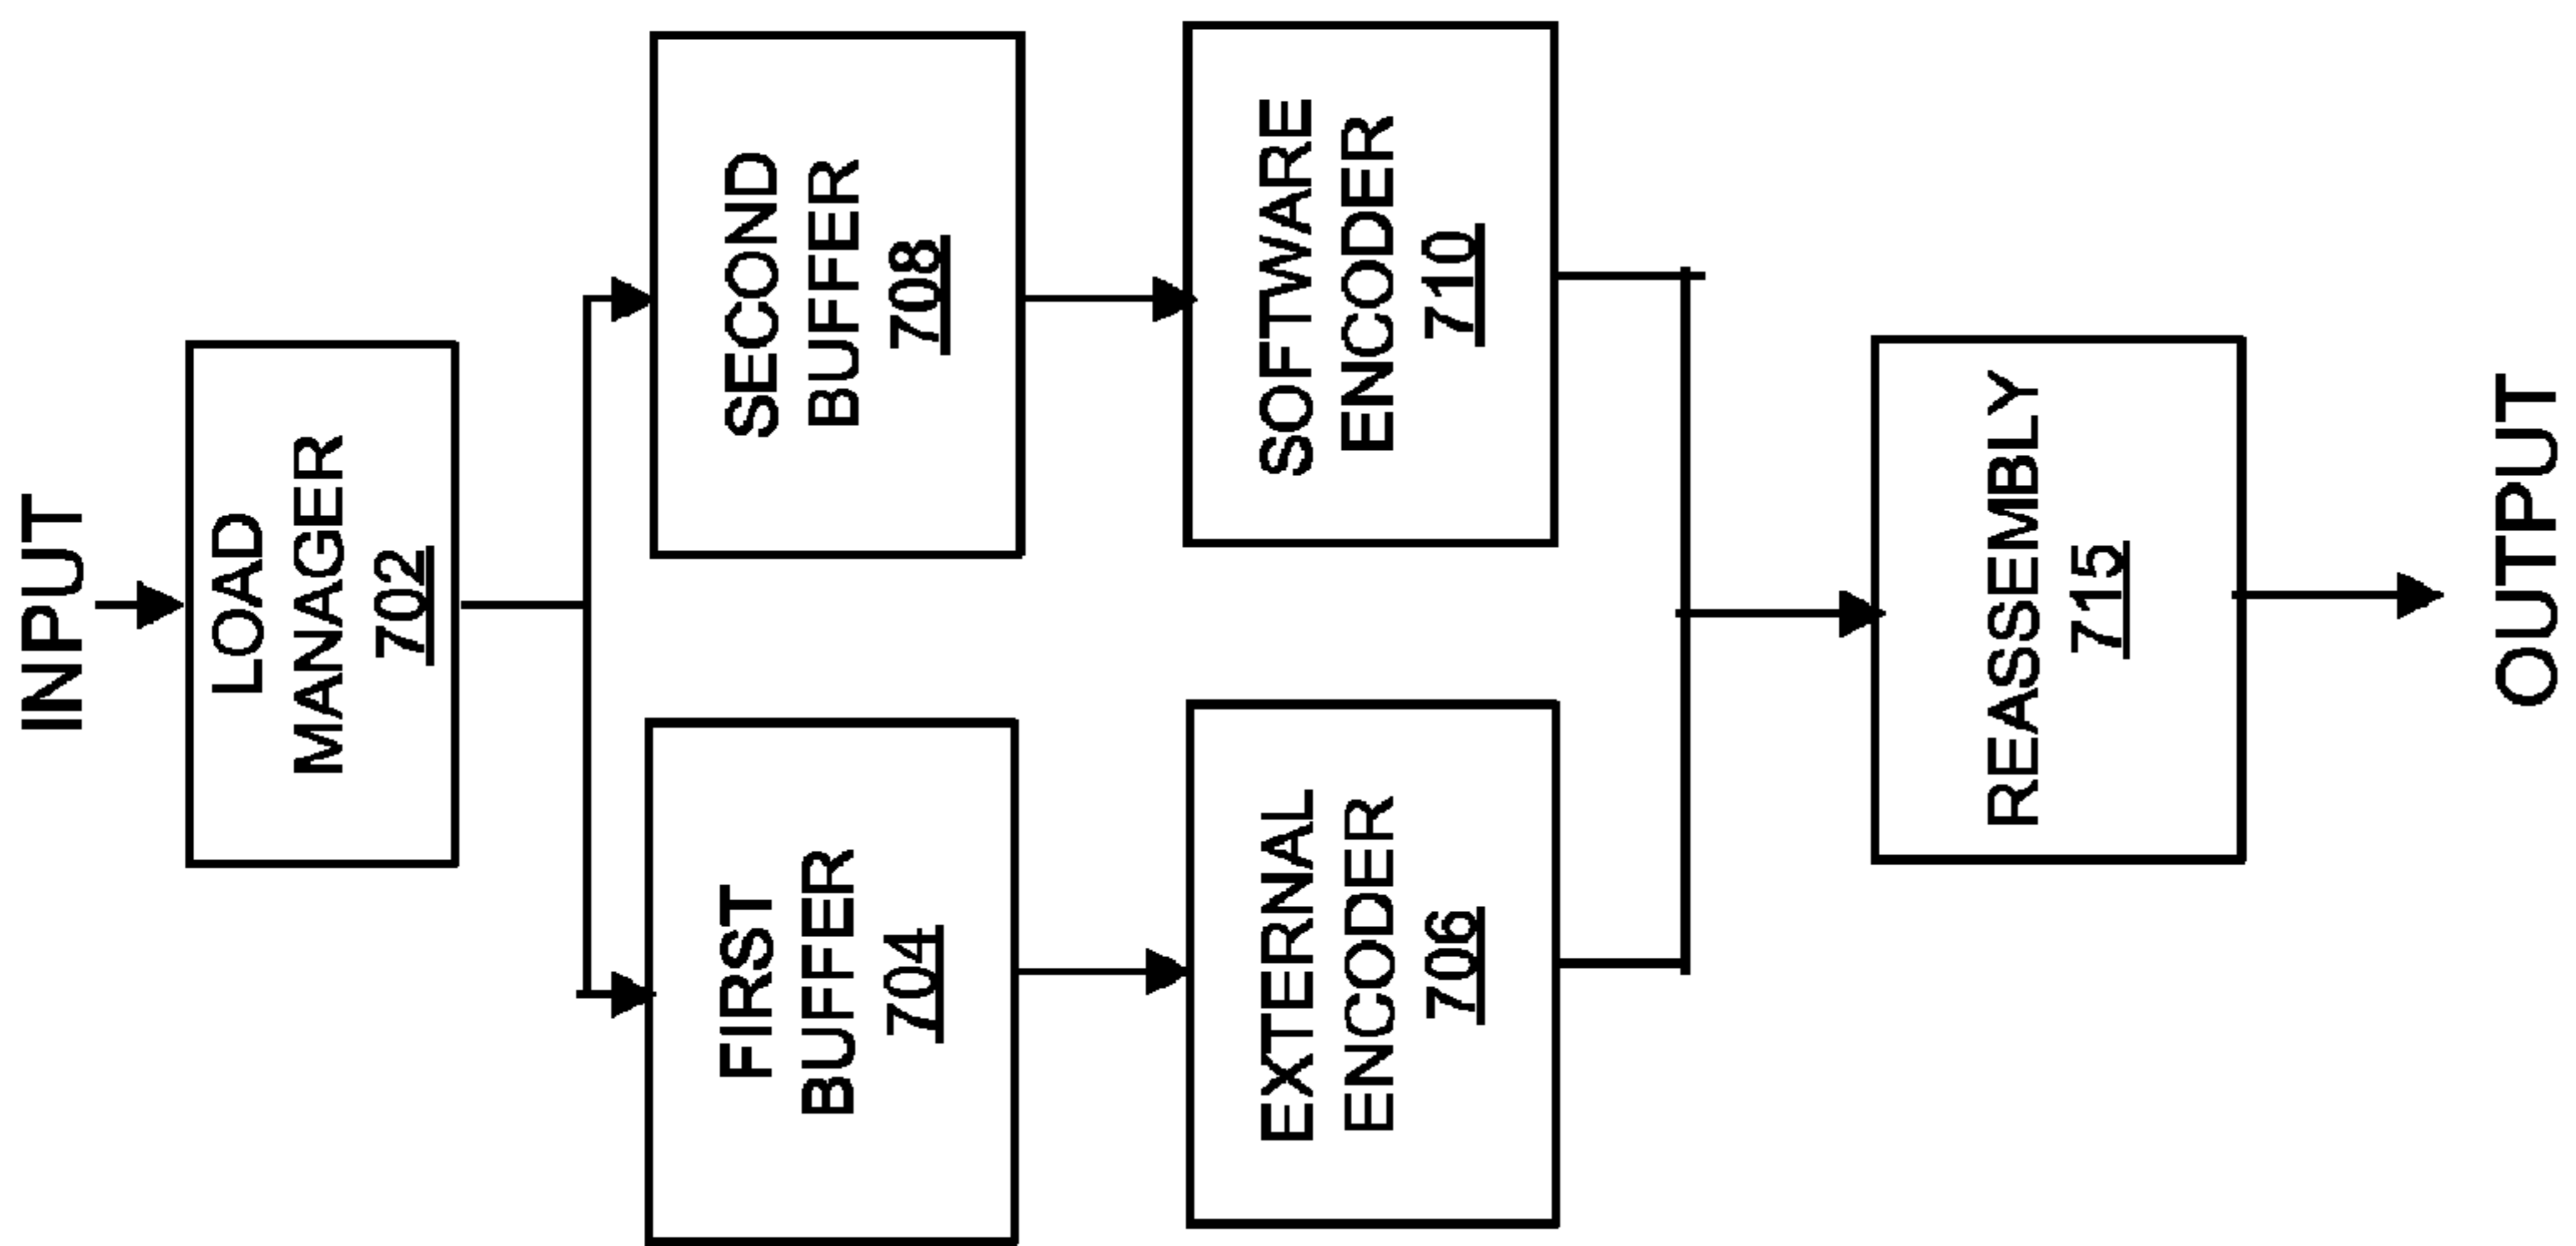 INPUT
LOAD
MANAGER
702
FIRST
BUFFER
704
SECOND
BUFFER
708
EXTERNAL
ENCODER
706
SOFTWARE
ENCODER
710
REASSEMBLY
715
OUTPUT